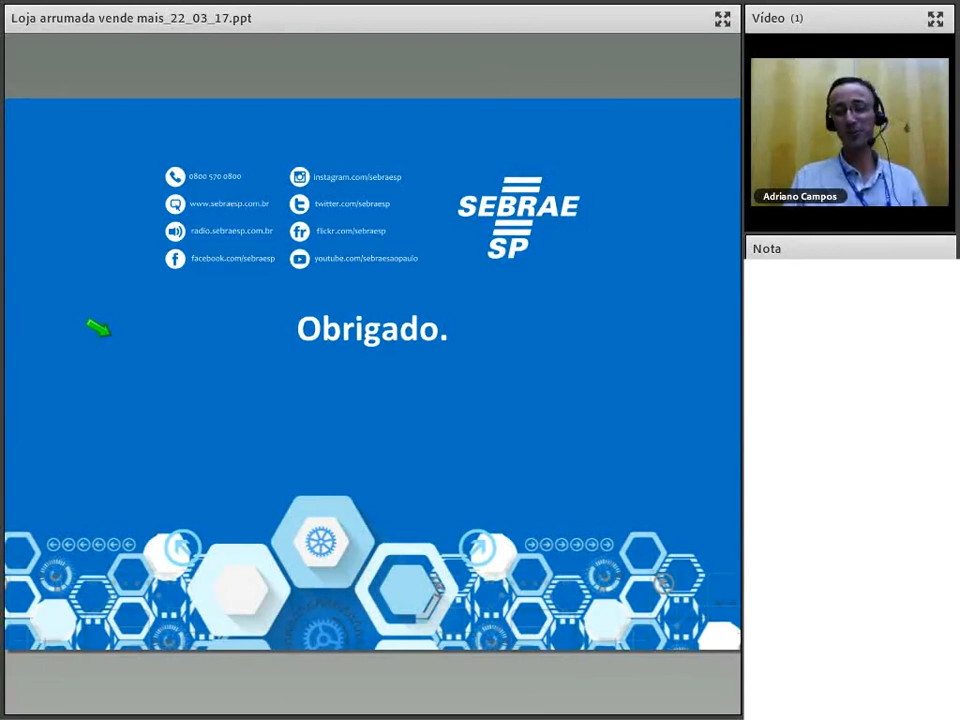 Loja arrumada vende mais_22_03_17.ppt
Vídeo (1)
Adriano Campos
Nota
0800 570 0800
www.sebraesp.com.br
radio.sebraesp.com.br
facebook.com/sebraesp
instagram.com/sebraesp
twitter.com/sebraesp
flickr.com/sebraesp
youtube.com/sebraesaopaulo
SEBRAE
SP
Obrigado.